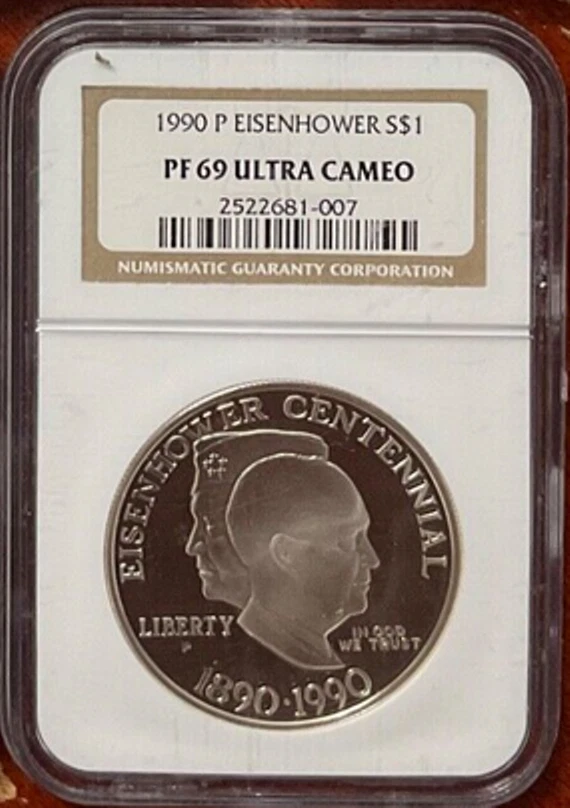 1990 P EISENHOWER S$1
PF 69 ULTRA CAMEO
2522681-007
NUMISMATIC GUARANTY CORPORATION
EISENHOWER CENTENNIAL
LIBERTY
P
IN GOD
WE TRUST
1890·1990